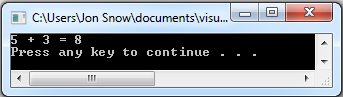 C:\Users\Jon Snow\documents\visu...
5 + 3 = 8
Press any key to continue . . .